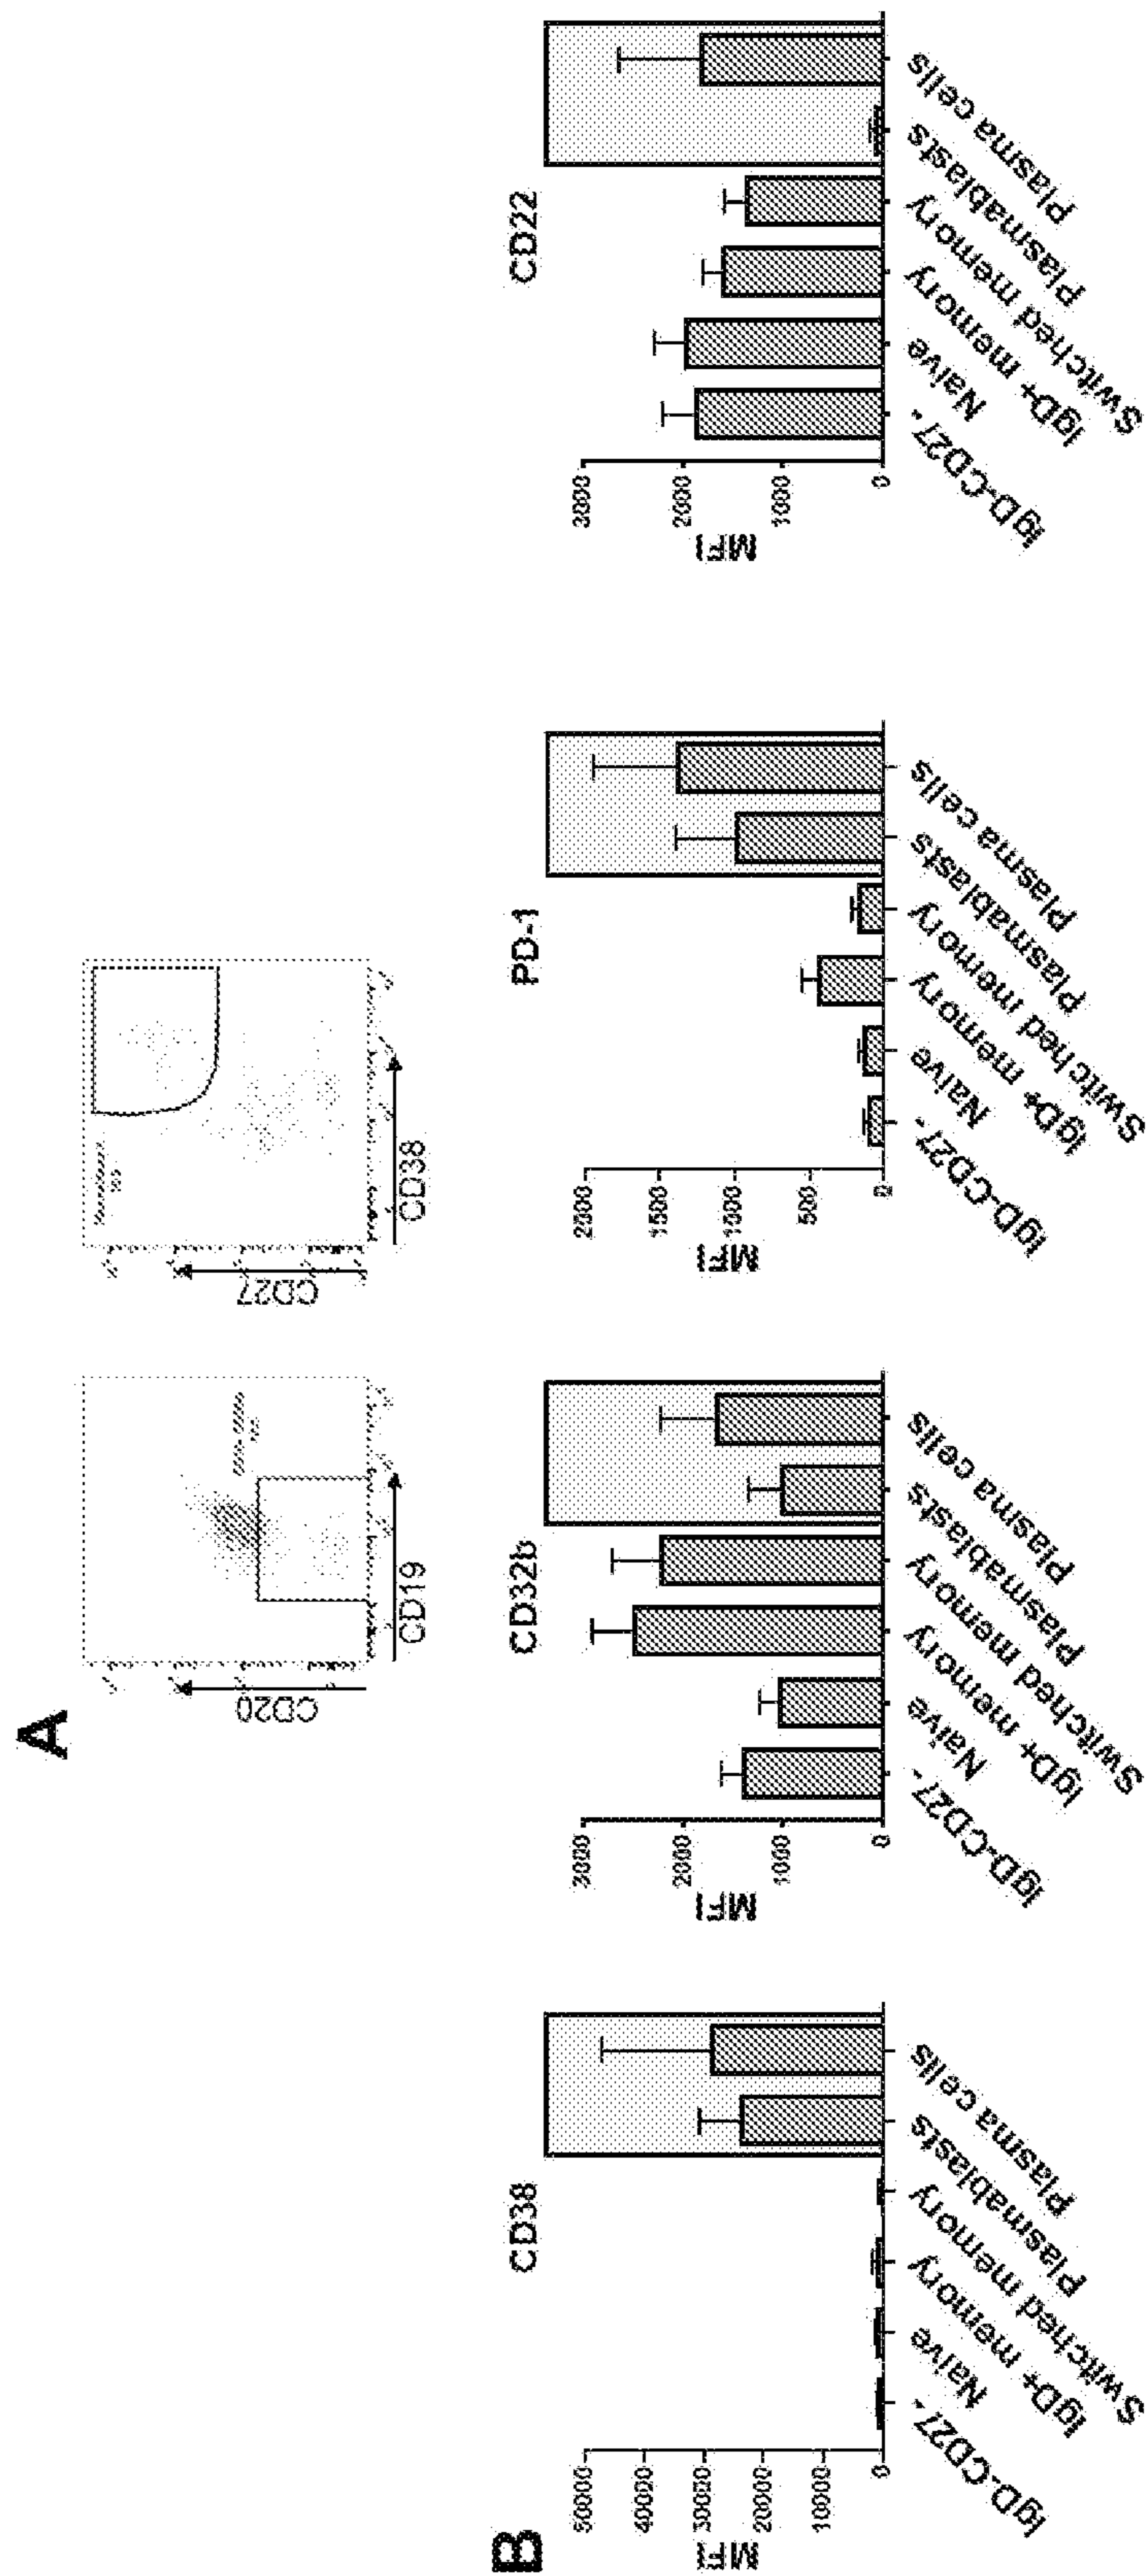 A
CD20
CD19
CD27
CD38
B
CD38
MFI
50000
40000
30000
20000
10000
0
IgD-CD27-
Naive
IgD+ memory
Switched memory
Plasmablasts
Plasma cells
CD32b
MFI
3000
2000
1000
0
IgD-CD27-
Naive
IgD+ memory
Switched memory
Plasmablasts
Plasma cells
PD-1
MFI
2000
1500
1000
500
0
IgD-CD27-
Naive
IgD+ memory
Switched memory
Plasmablasts
Plasma cells
CD22
MFI
3000
2000
1000
0
IgD-CD27-
Naive
IgD+ memory
Switched memory
Plasmablasts
Plasma cells